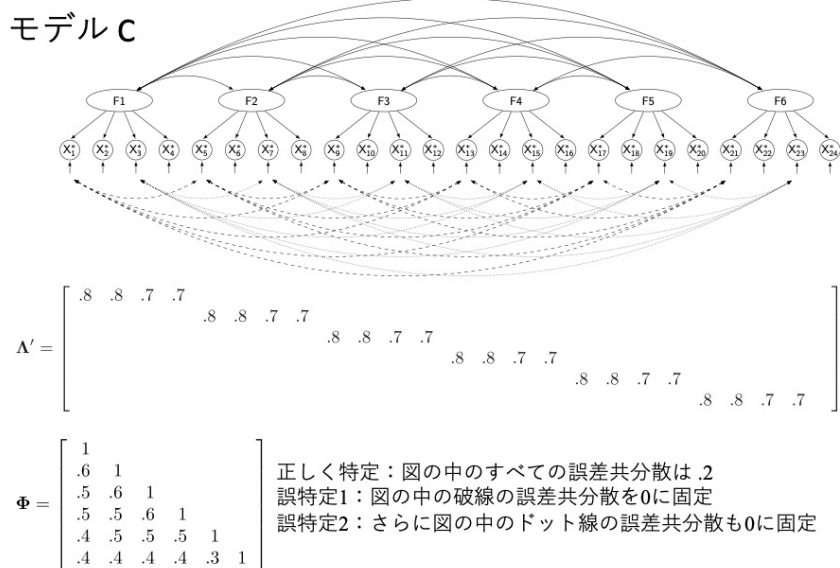 モデル C
F1 F2 F3 F4 F5 F6
X*1 X*2 X*3 X*4 X*5 X*6 X*7 X*8 X*9 X*10 X*11 X*12 X*13 X*14 X*15 X*16 X*17 X*18 X*19 X*20 X*21 X*22 X*23 X*24
.8 .8 .7 .7
.8 .8 .7 .7
.8 .8 .7 .7
Λ′ =
.8 .8 .7 .7
.8 .8 .7 .7
.8 .8 .7 .7
1
.6 1
.5 .6 1
Φ =
.5 .5 .6 1
.4 .5 .5 .5 1
.4 .4 .4 .4 .3 1
正しく特定：図の中のすべての誤差共分散は .2
誤特定1：図の中の破線の誤差共分散を0に固定
誤特定2：さらに図の中のドット線の誤差共分散も0に固定